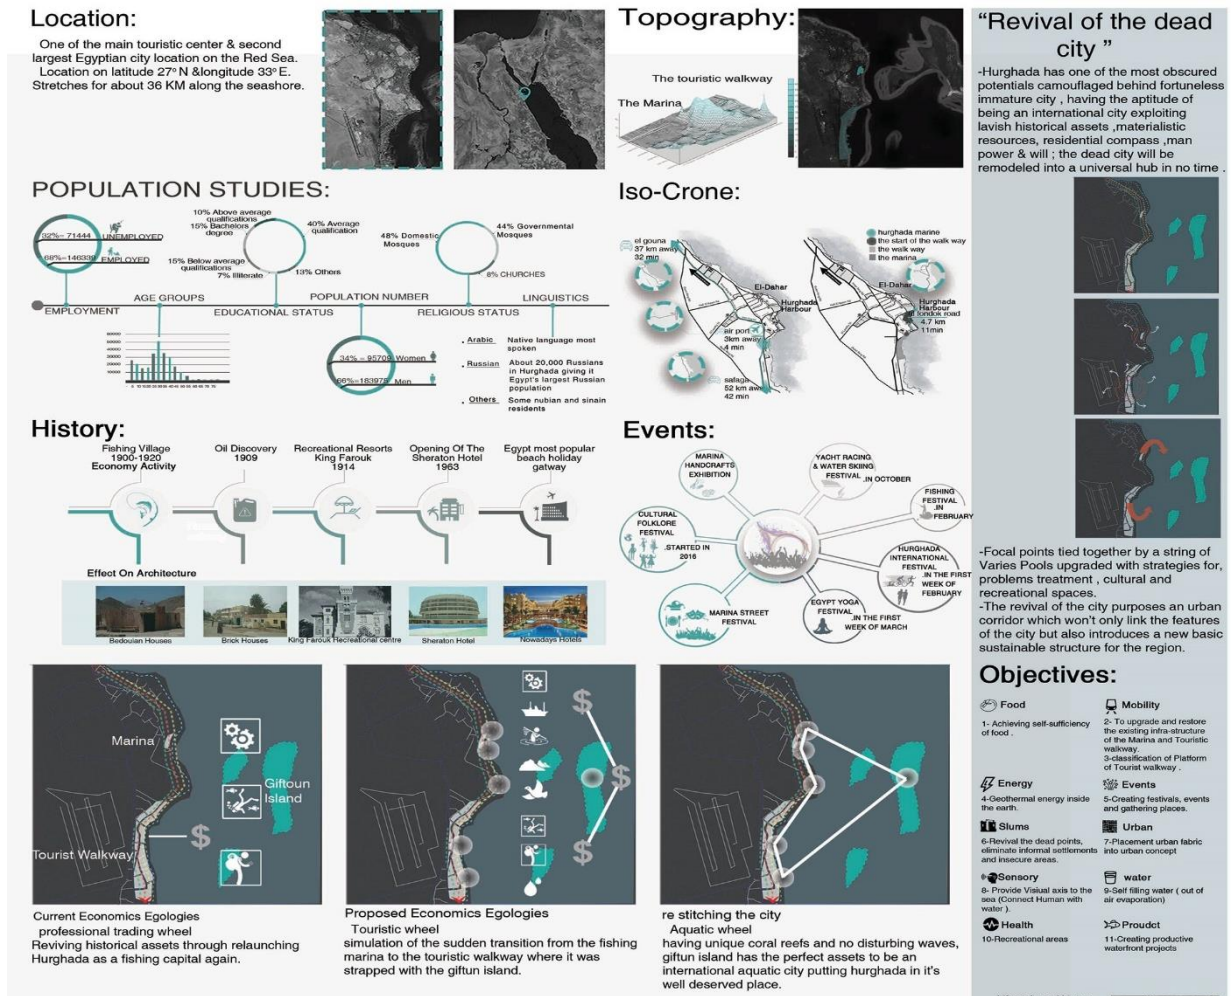 Location:
One of the main touristic center & second
largest Egyptian city location on the Red Sea.
Location on latitude 27° N &longitude 33° E.
Stretches for about 36 KM along the seashore.
Topography:
The touristic walkway
The Marina
POPULATION STUDIES:
32%= 71444 UNEMPLOYED
68%=146339 EMPLOYED
EMPLOYMENT
AGE GROUPS
10% Above average
qualifications
15% Bachelors
degree
40% Average
qualification
15% Below average
qualifications
7% Illiterate
13% Others
EDUCATIONAL STATUS
POPULATION NUMBER
34% = 95709 Women
66%=183975 Men
48% Domestic
Mosques
44% Governmental
Mosques
8% CHURCHES
RELIGIOUS STATUS
LINGUISTICS
. Arabic Native language most
spoken
. Russian About 20,000 Russians
in Hurghada giving it
Egypt's largest Russian
population
. Others Some nubian and sinain
residents
Iso-Crone:
el gouna
37 km away
32 min
El-Dahar
Hurghada
Harbour
air port
3km away
4 min
safaga
52 km away
42 min
hurghada marine
the start of the walk way
the walk way
the marina
El-Dahar
Hurghada
Harbour
londok road
4.7 km
11min
History:
Fishing Village
1900-1920
Economy Activity
Oil Discovery
1909
Recreational Resorts
King Farouk
1914
Opening Of The
Sheraton Hotel
1963
Egypt most popular
beach holiday
gatway
Effect On Architecture
Bedouian Houses
Brick Houses
King Farouk Recreational centre
Sheraton Hotel
Nowadays Hotels
Events:
MARINA
HANDCRAFTS
EXHIBITION
YACHT RACING
& WATER SKIING
FESTIVAL
.IN OCTOBER
FISHING
FESTIVAL
.IN
FEBRUARY
CULTURAL
FOLKLORE
FESTIVAL
.STARTED IN
2016
HURGHADA
INTERNATIONAL
FESTIVAL
.IN THE FIRST
WEEK OF
FEBRUARY
MARINA STREET
FESTIVAL
EGYPT YOGA
FESTIVAL
.IN THE FIRST
WEEK OF MARCH
Marina
Giftoun
Island
$
Tourist Walkway
Current Economics Egologies
professional trading wheel
Reviving historical assets through relaunching
Hurghada as a fishing capital again.
$
$
$
Proposed Economics Egologies
Touristic wheel
simulation of the sudden transition from the fishing
marina to the touristic walkway where it was
strapped with the giftun island.
re stitching the city
Aquatic wheel
having unique coral reefs and no disturbing waves,
giftun island has the perfect assets to be an
international aquatic city putting hurghada in it's
well deserved place.
“Revival of the dead
city ”
-Hurghada has one of the most obscured
potentials camouflaged behind fortuneless
immature city , having the aptitude of
being an international city exploiting
lavish historical assets ,materialistic
resources, residential compass ,man
power & will ; the dead city will be
remodeled into a universal hub in no time .
-Focal points tied together by a string of
Varies Pools upgraded with strategies for,
problems treatment , cultural and
recreational spaces.
-The revival of the city purposes an urban
corridor which won't only link the features
of the city but also introduces a new basic
sustainable structure for the region.
Objectives:
Food
1- Achieving self-sufficiency
of food .
Mobility
2- To upgrade and restore
the existing infra-structure
of the Marina and Touristic
walkway.
3-classification of Platform
of Tourist walkway .
Energy
4-Geothermal energy inside
the earth.
Events
5-Creating festivals, events
and gathering places.
Slums
6-Revival the dead points,
eliminate informal settlements
and insecure areas.
Urban
7-Placement urban fabric
into urban concept
Sensory
8- Provide Visiual axis to the
sea (Connect Human with
water ).
water
9-Self filling water ( out of
air evaporation)
Health
10-Recreational areas
Proudct
11-Creating productive
waterfront projects